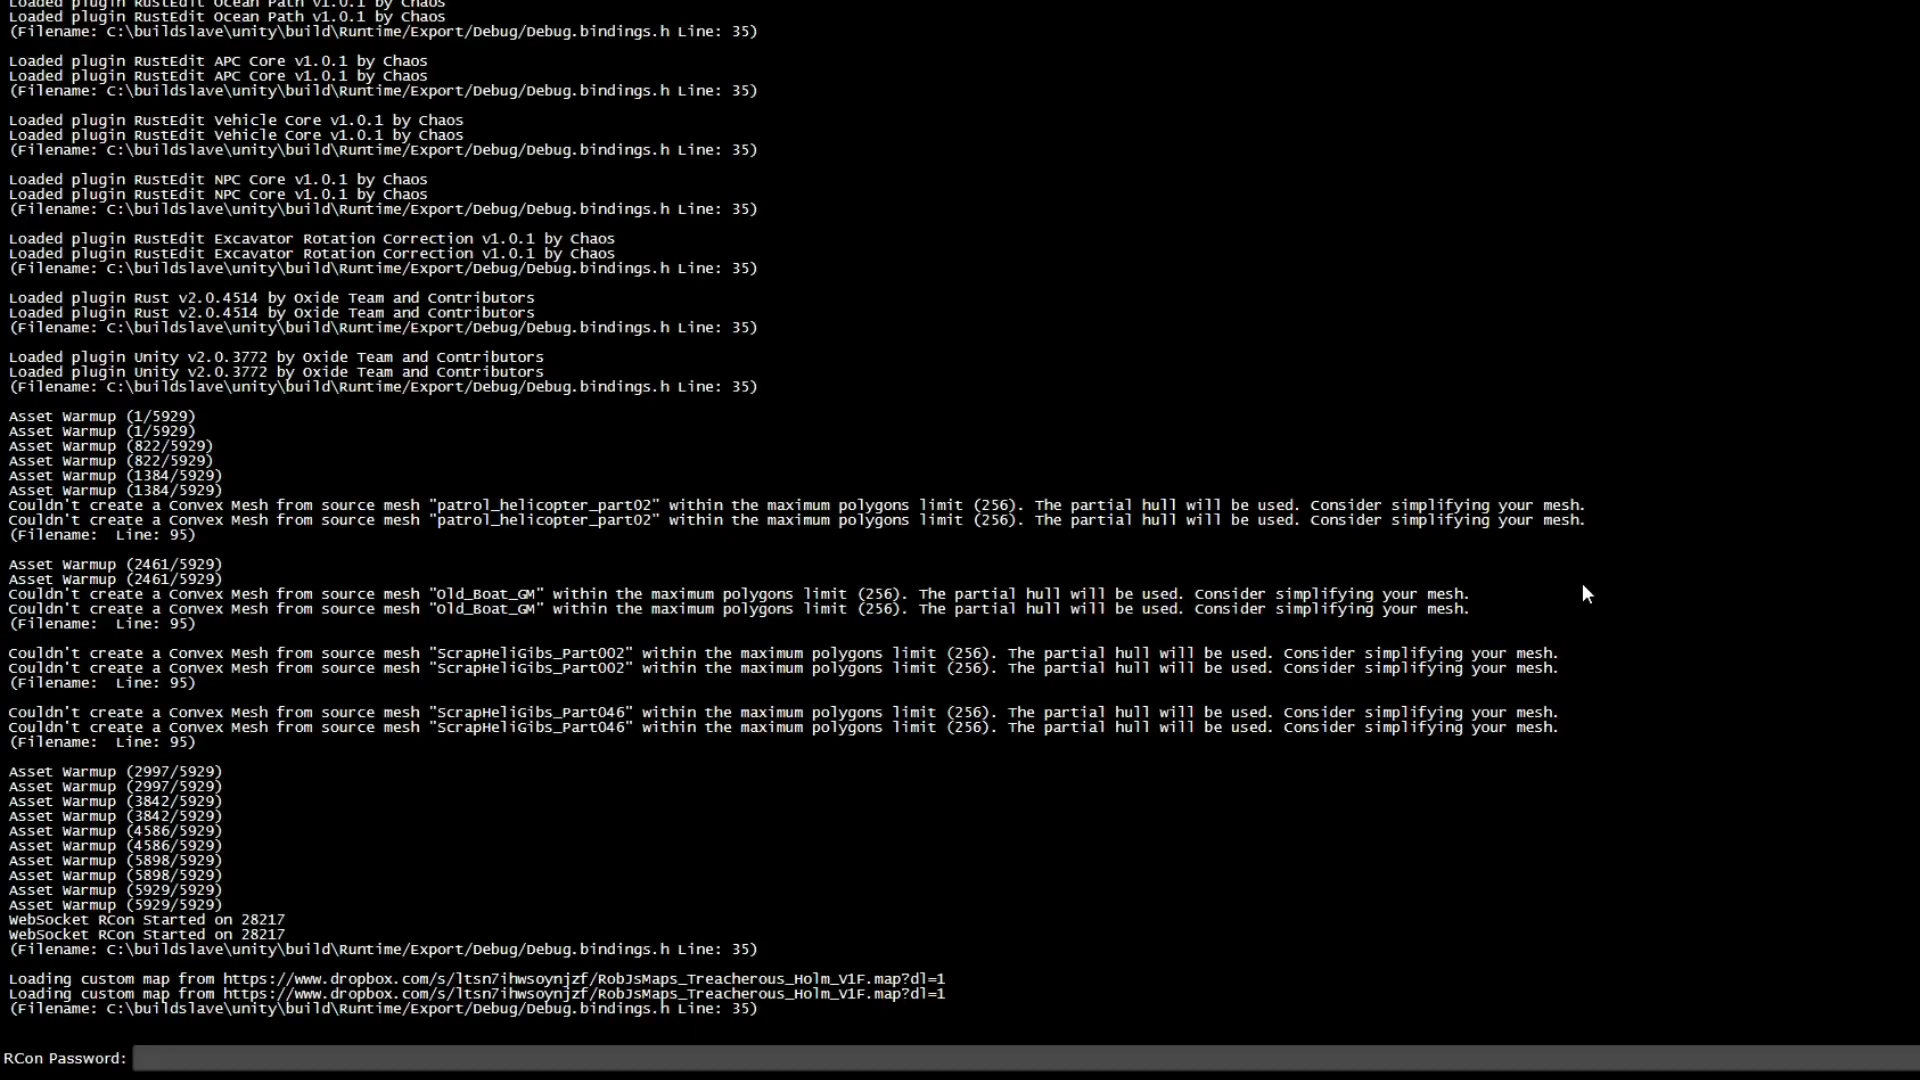 Loaded plugin RustEdit Ocean Path v1.0.1 by Chaos
Loaded plugin RustEdit Ocean Path v1.0.1 by Chaos
(Filename: C:\buildslave\unity\build\Runtime/Export/Debug/Debug.bindings.h Line: 35)
Loaded plugin RustEdit APC Core v1.0.1 by Chaos
Loaded plugin RustEdit APC Core v1.0.1 by Chaos
(Filename: C:\buildslave\unity\build\Runtime/Export/Debug/Debug.bindings.h Line: 35)
Loaded plugin RustEdit Vehicle Core v1.0.1 by Chaos
Loaded plugin RustEdit Vehicle Core v1.0.1 by Chaos
(Filename: C:\buildslave\unity\build\Runtime/Export/Debug/Debug.bindings.h Line: 35)
Loaded plugin RustEdit NPC Core v1.0.1 by Chaos
Loaded plugin RustEdit NPC Core v1.0.1 by Chaos
(Filename: C:\buildslave\unity\build\Runtime/Export/Debug/Debug.bindings.h Line: 35)
Loaded plugin RustEdit Excavator Rotation Correction v1.0.1 by Chaos
Loaded plugin RustEdit Excavator Rotation Correction v1.0.1 by Chaos
(Filename: C:\buildslave\unity\build\Runtime/Export/Debug/Debug.bindings.h Line: 35)
Loaded plugin Rust v2.0.4514 by Oxide Team and Contributors
Loaded plugin Rust v2.0.4514 by Oxide Team and Contributors
(Filename: C:\buildslave\unity\build\Runtime/Export/Debug/Debug.bindings.h Line: 35)
Loaded plugin Unity v2.0.3772 by Oxide Team and Contributors
Loaded plugin Unity v2.0.3772 by Oxide Team and Contributors
(Filename: C:\buildslave\unity\build\Runtime/Export/Debug/Debug.bindings.h Line: 35)
Asset Warmup (1/5929)
Asset Warmup (1/5929)
Asset Warmup (822/5929)
Asset Warmup (822/5929)
Asset Warmup (1384/5929)
Asset Warmup (1384/5929)
Couldn't create a Convex Mesh from source mesh "patrol_helicopter_part02" within the maximum polygons limit (256). The partial hull will be used. Consider simplifying your mesh.
Couldn't create a Convex Mesh from source mesh "patrol_helicopter_part02" within the maximum polygons limit (256). The partial hull will be used. Consider simplifying your mesh.
(Filename:  Line: 95)
Asset Warmup (2461/5929)
Asset Warmup (2461/5929)
Couldn't create a Convex Mesh from source mesh "Old_Boat_GM" within the maximum polygons limit (256). The partial hull will be used. Consider simplifying your mesh.
Couldn't create a Convex Mesh from source mesh "Old_Boat_GM" within the maximum polygons limit (256). The partial hull will be used. Consider simplifying your mesh.
(Filename:  Line: 95)
Couldn't create a Convex Mesh from source mesh "ScrapHeliGibs_Part002" within the maximum polygons limit (256). The partial hull will be used. Consider simplifying your mesh.
Couldn't create a Convex Mesh from source mesh "ScrapHeliGibs_Part002" within the maximum polygons limit (256). The partial hull will be used. Consider simplifying your mesh.
(Filename:  Line: 95)
Couldn't create a Convex Mesh from source mesh "ScrapHeliGibs_Part046" within the maximum polygons limit (256). The partial hull will be used. Consider simplifying your mesh.
Couldn't create a Convex Mesh from source mesh "ScrapHeliGibs_Part046" within the maximum polygons limit (256). The partial hull will be used. Consider simplifying your mesh.
(Filename:  Line: 95)
Asset Warmup (2997/5929)
Asset Warmup (2997/5929)
Asset Warmup (3842/5929)
Asset Warmup (3842/5929)
Asset Warmup (4586/5929)
Asset Warmup (4586/5929)
Asset Warmup (5898/5929)
Asset Warmup (5898/5929)
Asset Warmup (5929/5929)
Asset Warmup (5929/5929)
WebSocket RCon Started on 28217
WebSocket RCon Started on 28217
(Filename: C:\buildslave\unity\build\Runtime/Export/Debug/Debug.bindings.h Line: 35)
Loading custom map from https://www.dropbox.com/s/ltsn7ihwsoynjzf/RobJsMaps_Treacherous_Holm_V1F.map?dl=1
Loading custom map from https://www.dropbox.com/s/ltsn7ihwsoynjzf/RobJsMaps_Treacherous_Holm_V1F.map?dl=1
(Filename: C:\buildslave\unity\build\Runtime/Export/Debug/Debug.bindings.h Line: 35)
RCon Password: